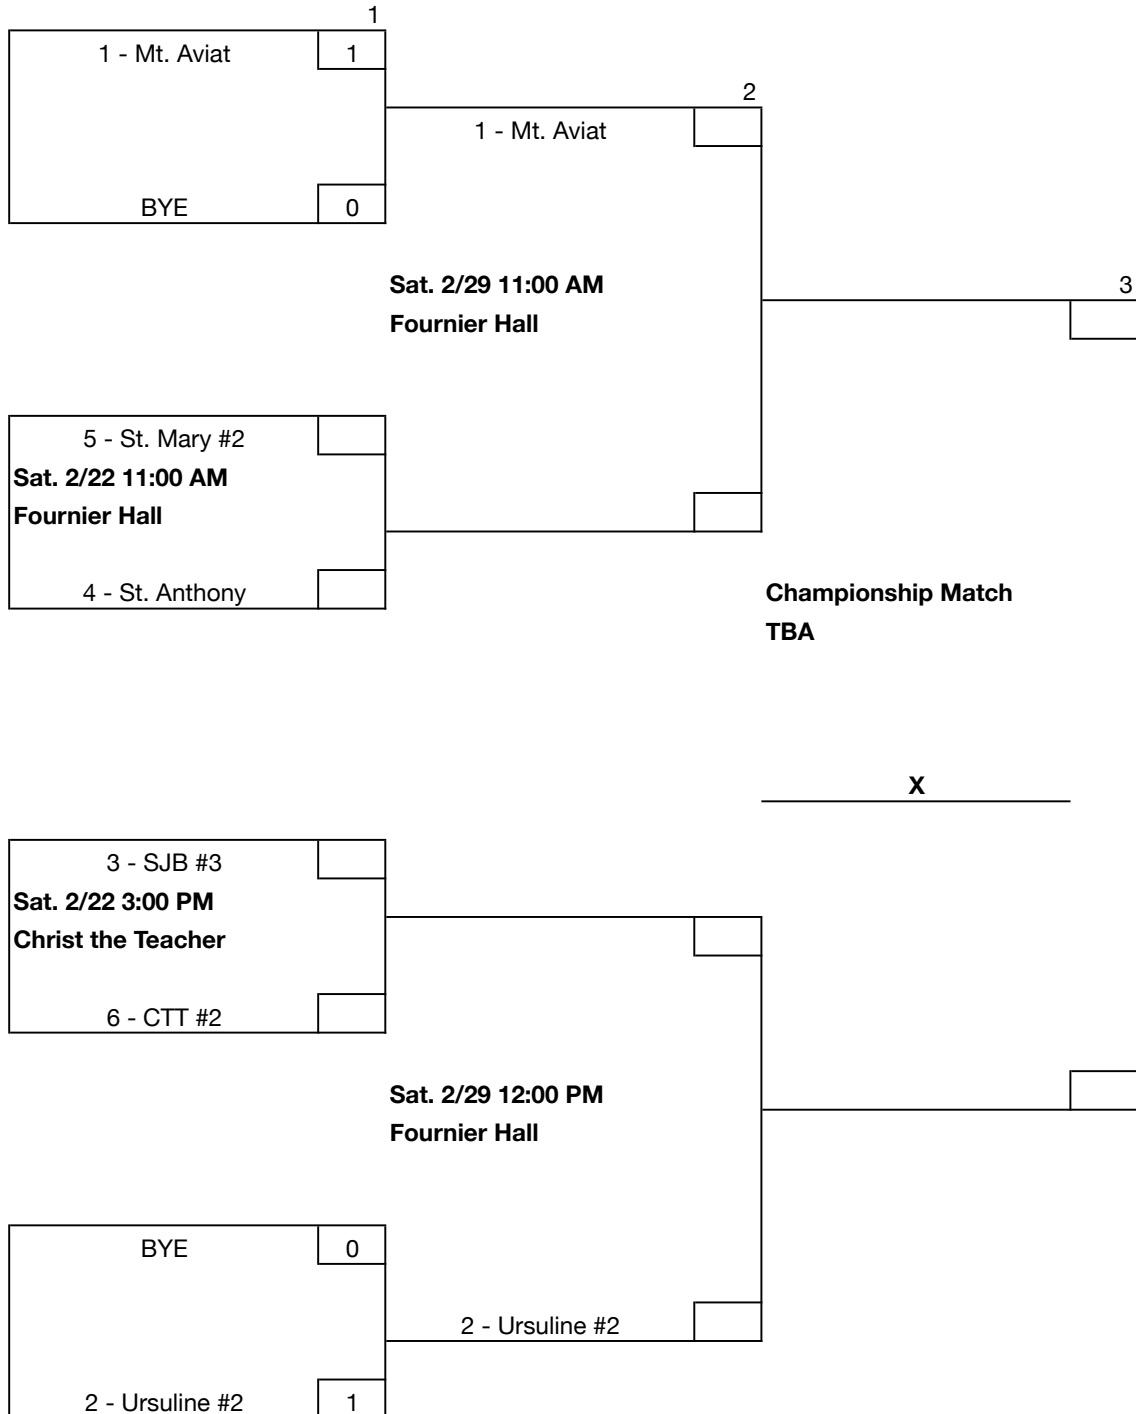 1
1 - Mt. Aviat 1
2
1 - Mt. Aviat
BYE 0
Sat. 2/29 11:00 AM
Fournier Hall
3
5 - St. Mary #2
Sat. 2/22 11:00 AM
Fournier Hall
4 - St. Anthony
Championship Match
TBA
X
3 - SJB #3
Sat. 2/22 3:00 PM
Christ the Teacher
6 - CTT #2
Sat. 2/29 12:00 PM
Fournier Hall
BYE 0
2 - Ursuline #2
2 - Ursuline #2 1